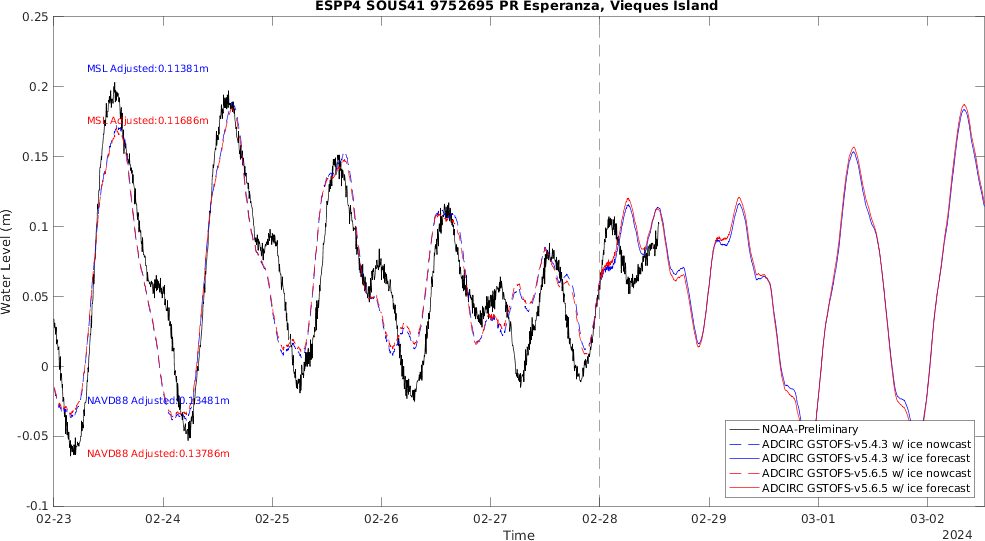 ESPP4 SOUS41 9752695 PR Esperanza, Vieques Island
0.25
0.2
0.15
0.1
0.05
0
-0.05
-0.1
Water Level (m)
MSL Adjusted:0.11381m
MSL Adjusted:0.11686m
NAVD88 Adjusted:0.13481m
NAVD88 Adjusted:0.13786m
NOAA-Preliminary
ADCIRC GSTOFS-v5.4.3 w/ ice nowcast
ADCIRC GSTOFS-v5.4.3 w/ ice forecast
ADCIRC GSTOFS-v5.6.5 w/ ice nowcast
ADCIRC GSTOFS-v5.6.5 w/ ice forecast
02-23 02-24 02-25 02-26 02-27 02-28 02-29 03-01 03-02
Time
2024